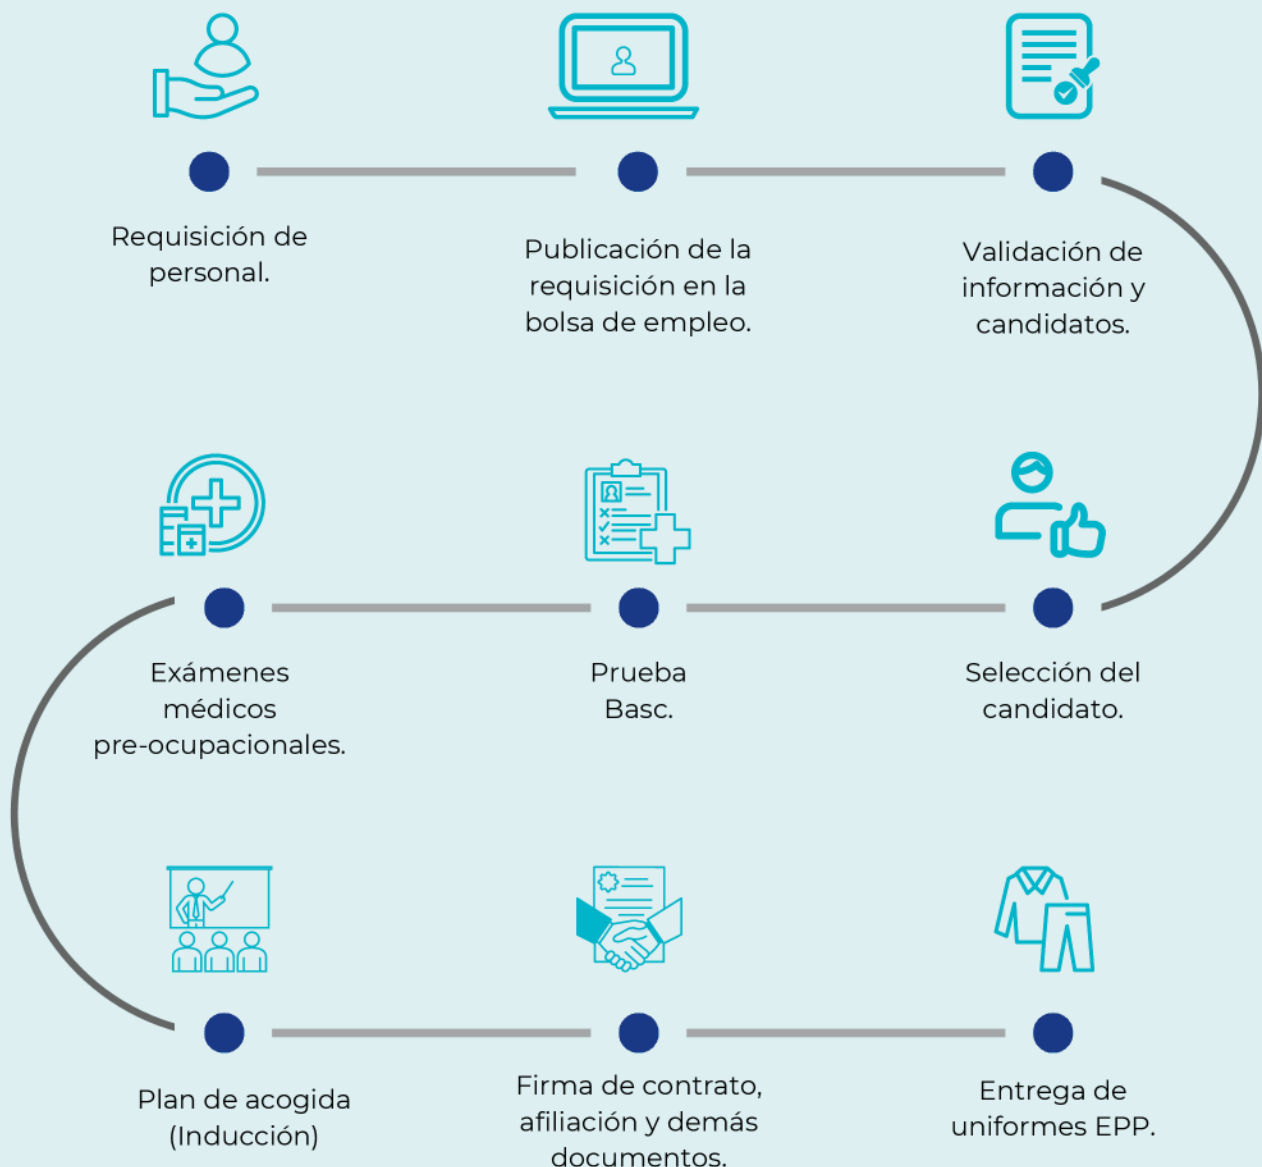 Requisición de
personal.
Publicación de la
requisición en la
bolsa de empleo.
Validación de
información y
candidatos.
Selección del
candidato.
Prueba
Basc.
Exámenes
médicos
pre-ocupacionales.
Plan de acogida
(Inducción)
Firma de contrato,
afiliación y demás
documentos.
Entrega de
uniformes EPP.